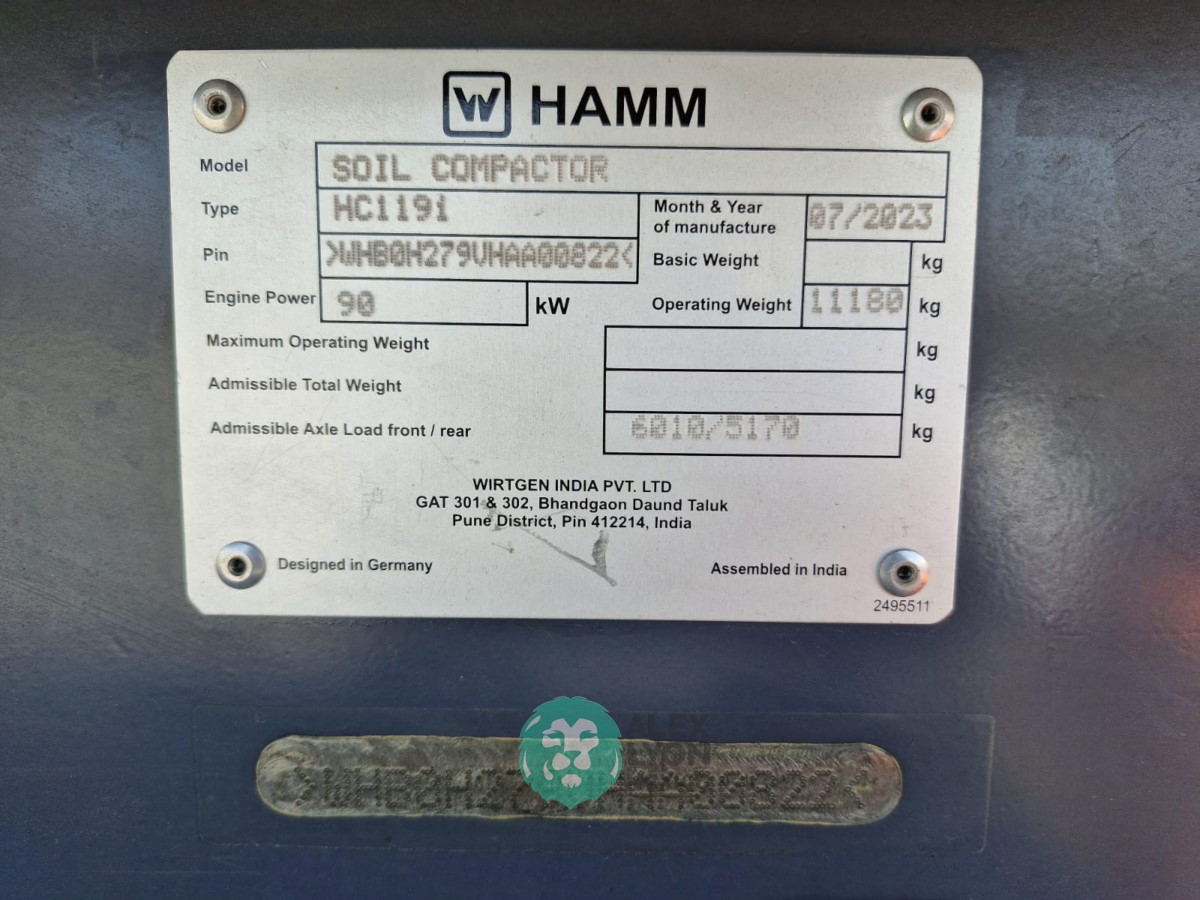 W HAMM
Model SOIL COMPACTOR
Type HC119i Month & Year of manufacture 07/2023
Pin >WHB0H279VHAA00822< Basic Weight kg
Engine Power 90 kW Operating Weight 11180 kg
Maximum Operating Weight kg
Admissible Total Weight kg
Admissible Axle Load front / rear 6010/5170 kg
WIRTGEN INDIA PVT. LTD
GAT 301 & 302, Bhandgaon Daund Taluk
Pune District, Pin 412214, India
Designed in Germany Assembled in India
2495511
ALEX
LYON